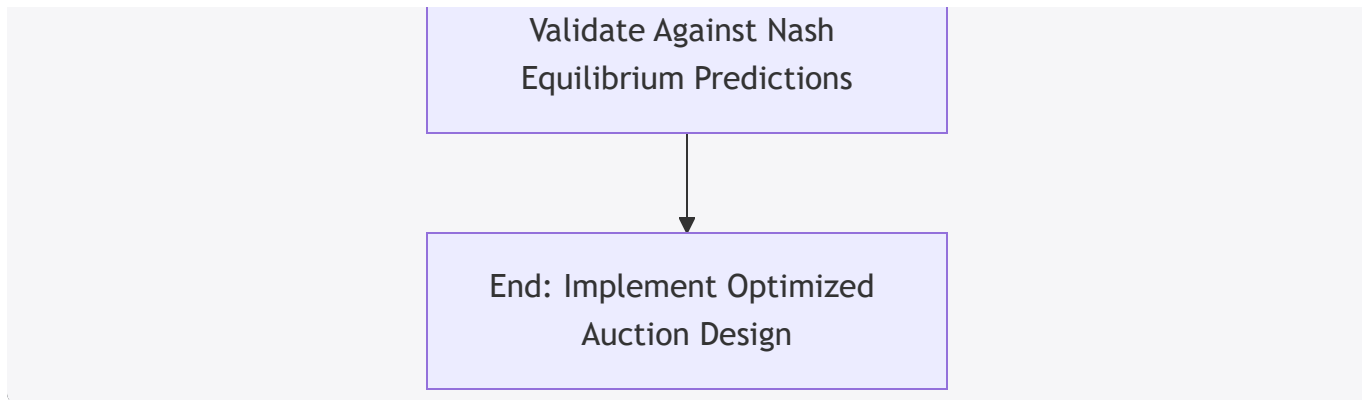 Validate Against Nash
Equilibrium Predictions
End: Implement Optimized
Auction Design